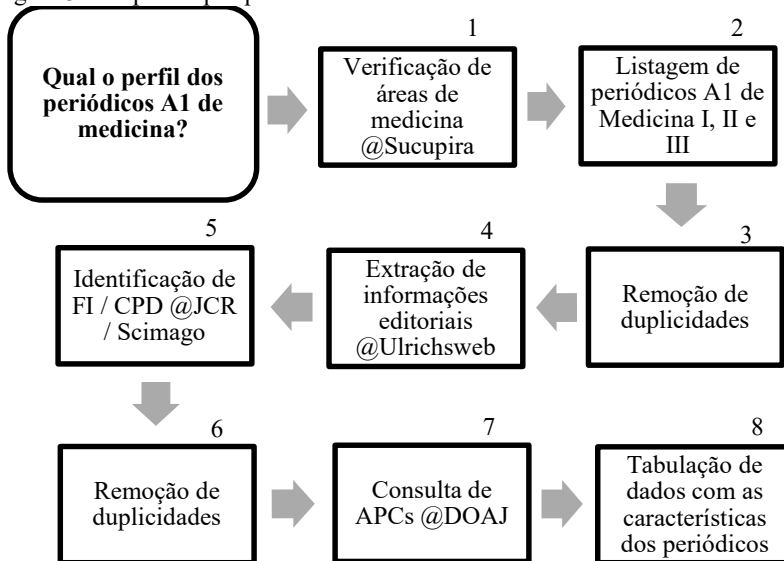 Qual o perfil dos
periódicos A1 de
medicina?
1
Verificação de
áreas de
medicina
@Sucupira
2
Listagem de
periódicos A1 de
Medicina I, II e
III
3
Remoção de
duplicidades
4
Extração de
informações
editoriais
@Ulrichsweb
5
Identificação de
FI / CPD @JCR
/ Scimago
6
Remoção de
duplicidades
7
Consulta de
APCs @DOAJ
8
Tabulação de
dados com as
características
dos periódicos